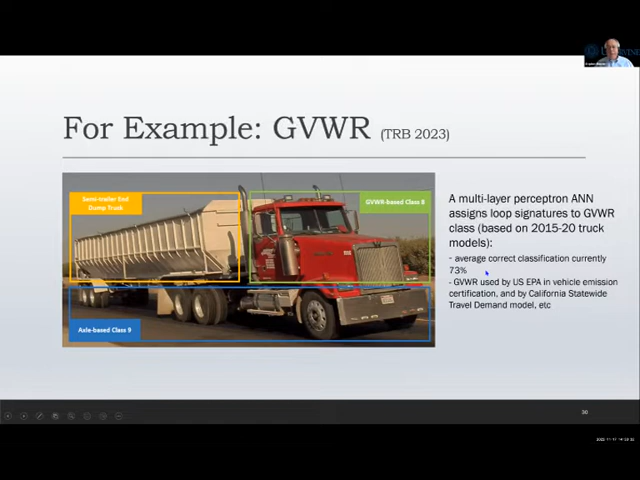 For Example: GVWR (TRB 2023)
Semi-trailer End
Dump Truck
GVWR-based Class 8
Axle-based Class 9
A multi-layer perceptron ANN
assigns loop signatures to GVWR
class (based on 2015-20 truck
models):
- average correct classification currently
73%
- GVWR used by US EPA in vehicle emission
certification, and by California Statewide
Travel Demand model, etc
30